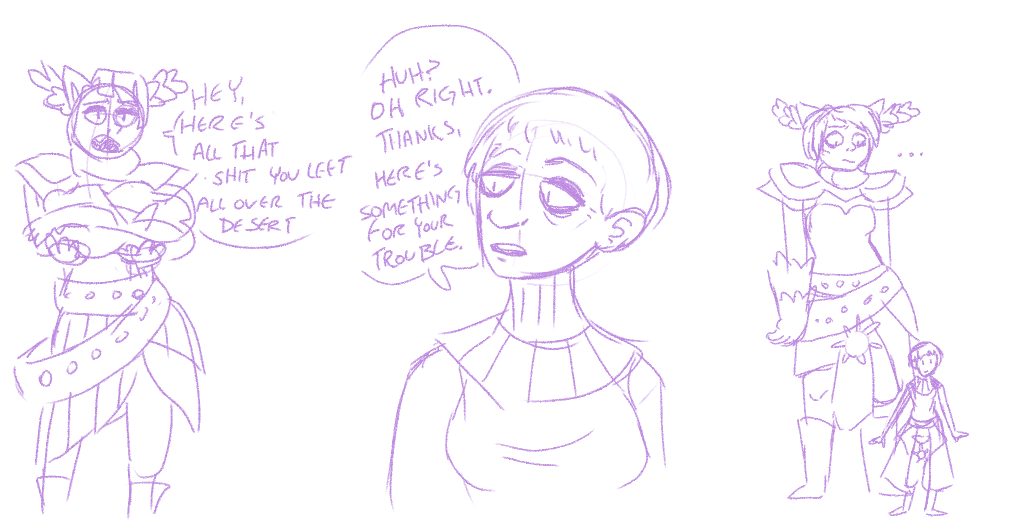 HEY,
HERE'S
ALL THAT
SHIT YOU LEFT
ALL OVER THE
DESERT
HUH?
OH RIGHT.
THANKS,
HERE'S
SOMETHING
FOR YOUR
TROUBLE.
...